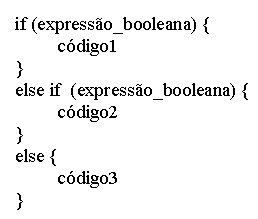 if (expressão_booleana) {
código1
}
else if (expressão_booleana) {
código2
}
else {
código3
}